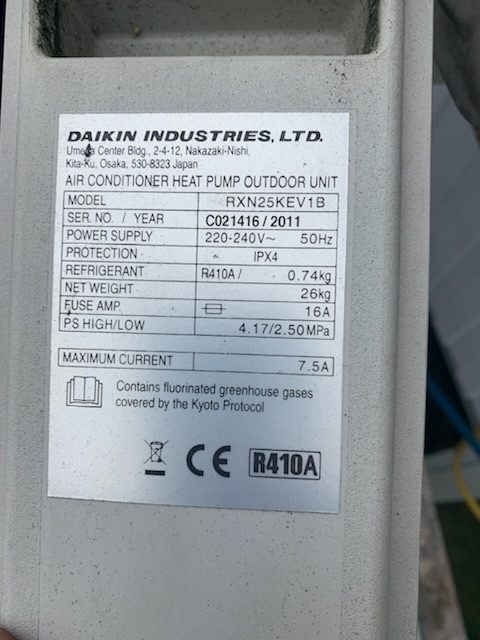 DAIKIN INDUSTRIES, LTD.
Umeda Center Bldg., 2-4-12, Nakazaki-Nishi,
Kita-Ku, Osaka, 530-8323 Japan
AIR CONDITIONER HEAT PUMP OUTDOOR UNIT
MODEL RXN25KEV1B
SER. NO. / YEAR C021416 / 2011
POWER SUPPLY 220-240V~ 50Hz
PROTECTION IPX4
REFRIGERANT R410A / 0.74kg
NET WEIGHT 26kg
FUSE AMP. 16A
PS HIGH/LOW 4.17/2.50 MPa
MAXIMUM CURRENT 7.5A
Contains fluorinated greenhouse gases
covered by the Kyoto Protocol
CE R410A